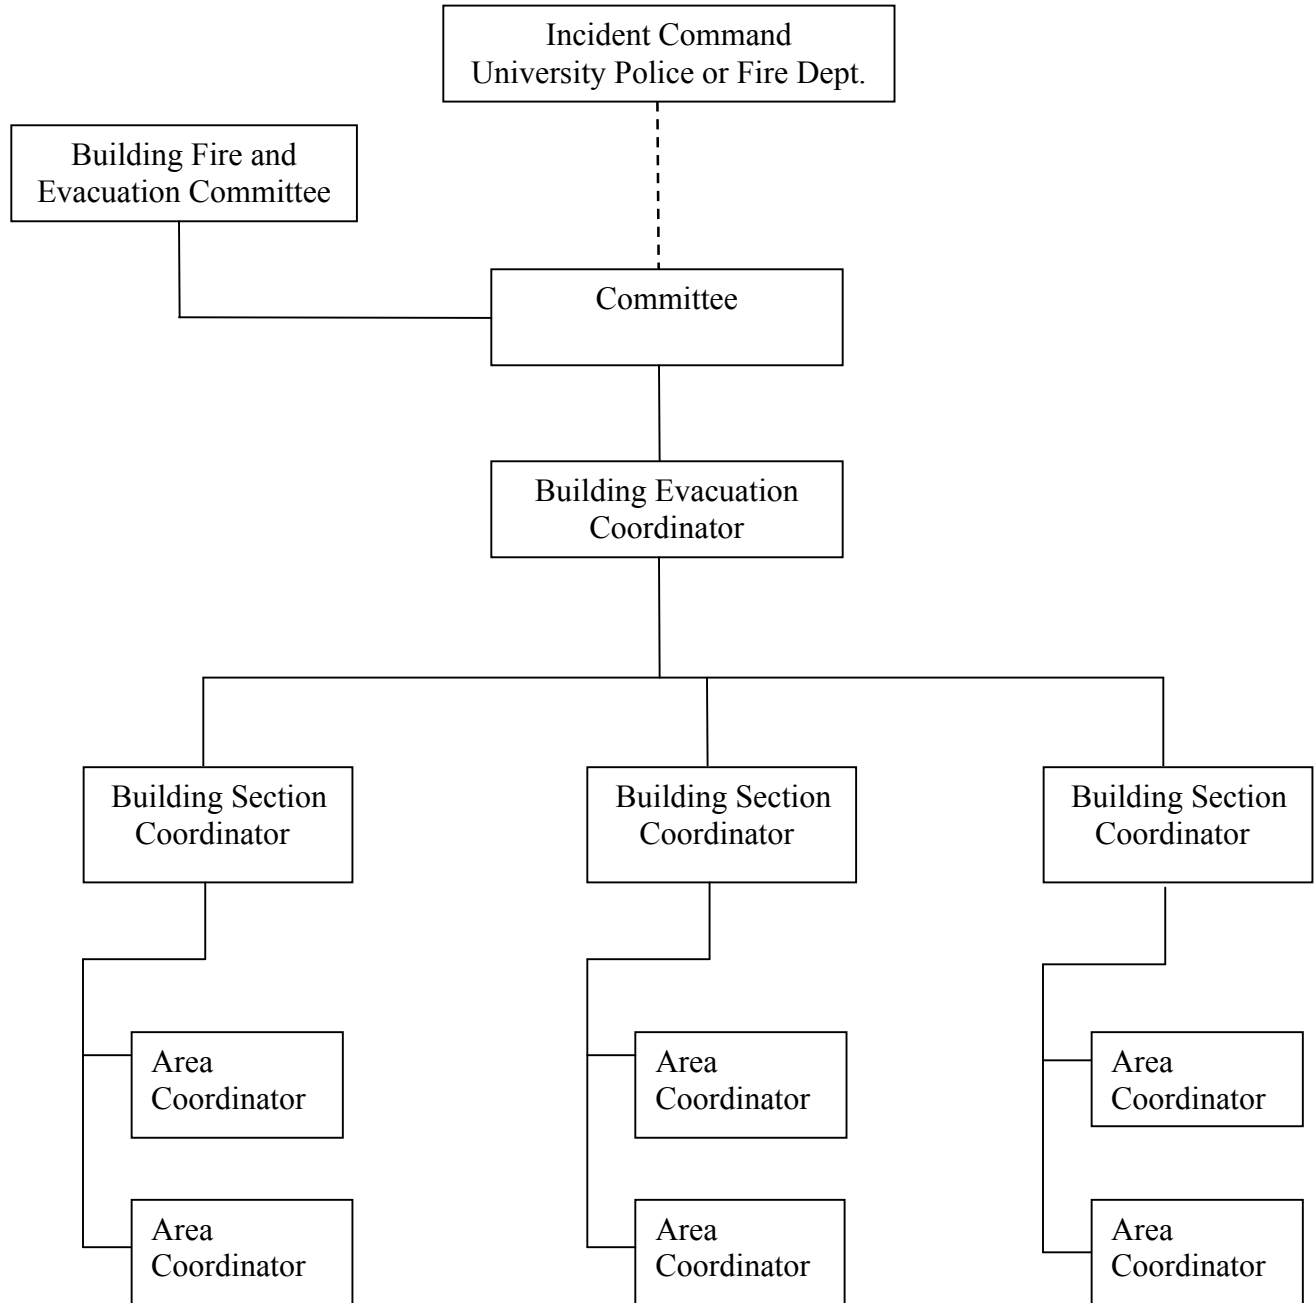 Incident Command
University Police or Fire Dept.
Building Fire and
Evacuation Committee
Committee
Building Evacuation
Coordinator
Building Section
Coordinator
Building Section
Coordinator
Building Section
Coordinator
Area
Coordinator
Area
Coordinator
Area
Coordinator
Area
Coordinator
Area
Coordinator
Area
Coordinator